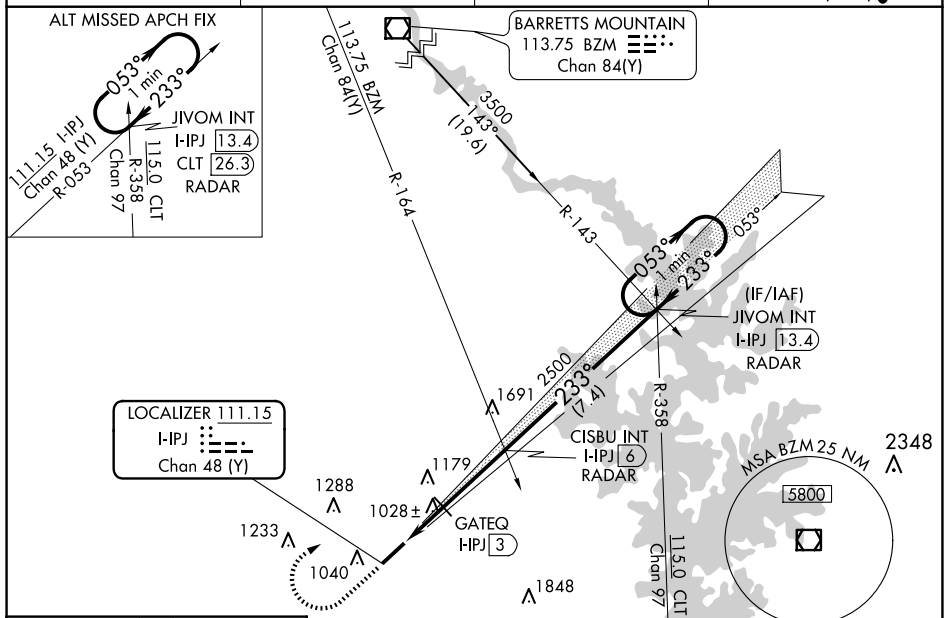 ALT MISSED APCH FIX
053°
1 min
233°
JIVOM INT
I-IPJ 13.4
CLT 26.3
RADAR
111.15 I-IPJ
Chan 48 (Y)
R-053
R-358
115.0 CLT
Chan 97
113.75 BZM
Chan 84(Y)
R-164
BARRETTS MOUNTAIN
113.75 BZM
Chan 84(Y)
3500
143°
(19.6)
R-143
053°
1 min
233°
053°
(IF/IAF)
JIVOM INT
I-IPJ 13.4
RADAR
2500
233°
(7.4)
R-358
1691
CISBU INT
I-IPJ 6
RADAR
LOCALIZER 111.15
I-IPJ
Chan 48 (Y)
1179
1288
1028±
GATEQ
I-IPJ 3
1233
1040
1848
115.0 CLT
Chan 97
MSA BZM 25 NM
5800
2348